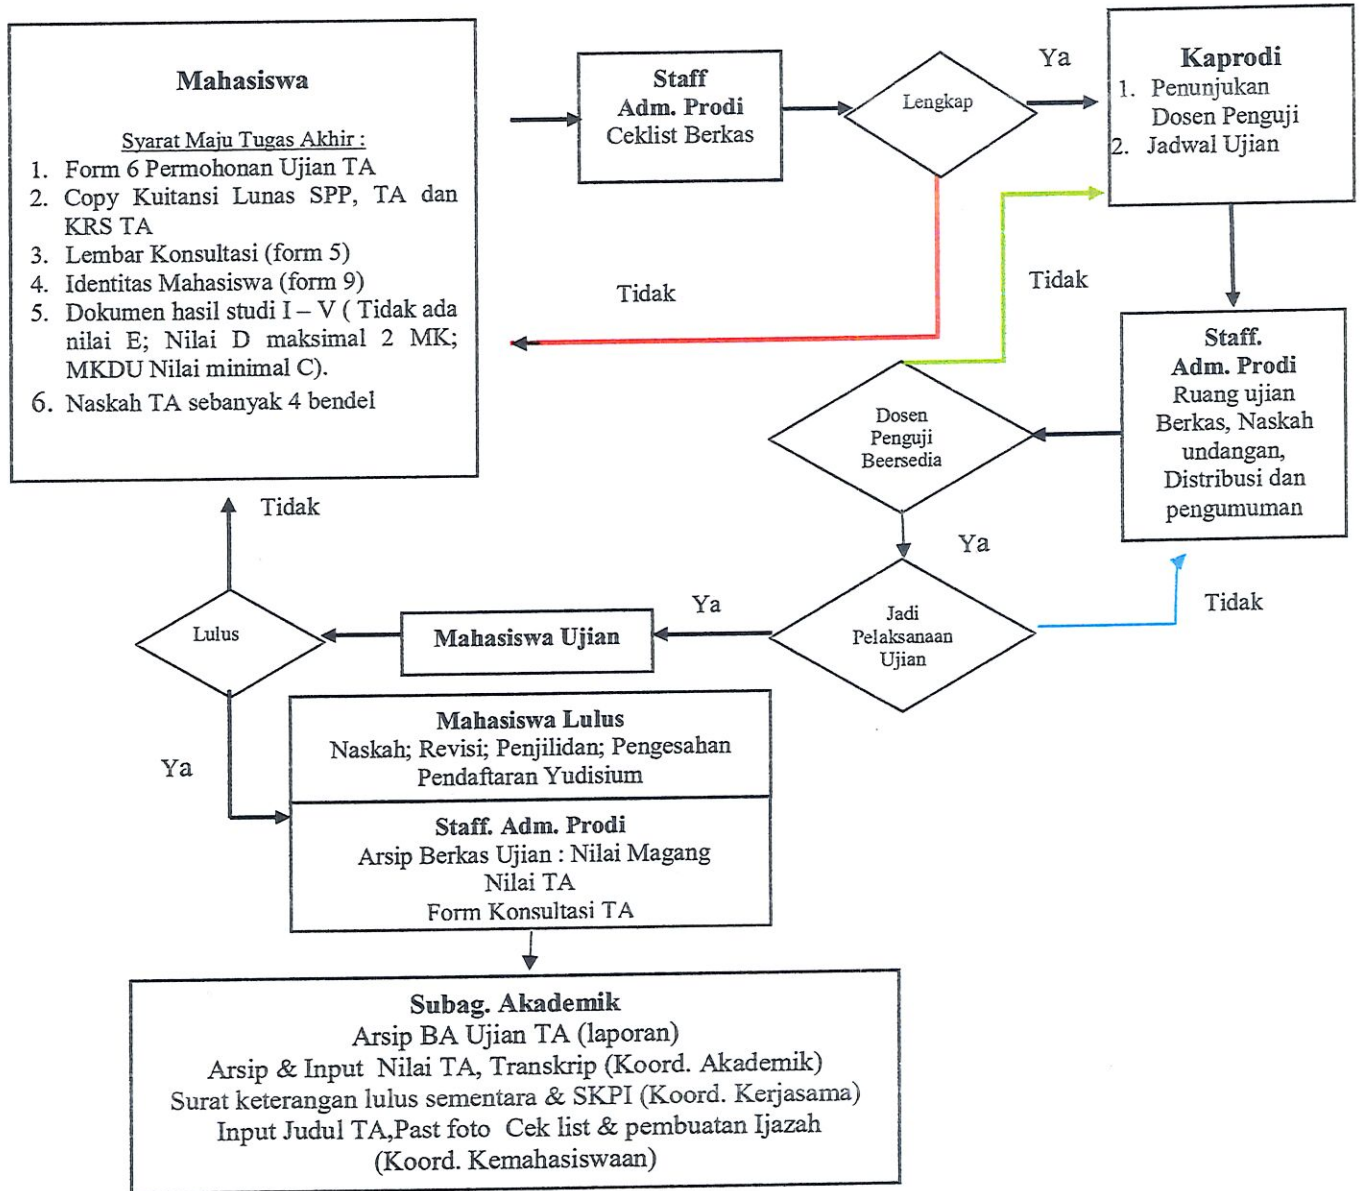 Mahasiswa
Syarat Maju Tugas Akhir :
1. Form 6 Permohonan Ujian TA
2. Copy Kuitansi Lunas SPP, TA dan
KRS TA
3. Lembar Konsultasi (form 5)
4. Identitas Mahasiswa (form 9)
5. Dokumen hasil studi I – V ( Tidak ada
nilai E; Nilai D maksimal 2 MK;
MKDU Nilai minimal C).
6. Naskah TA sebanyak 4 bendel
Staff
Adm. Prodi
Ceklist Berkas
Lengkap
Ya
Kaprodi
1. Penunjukan
Dosen Penguji
2. Jadwal Ujian
Tidak
Tidak
Staff.
Adm. Prodi
Ruang ujian
Berkas, Naskah
undangan,
Distribusi dan
pengumuman
Dosen
Penguji
Beersedia
Ya
Jadi
Pelaksanaan
Ujian
Tidak
Ya
Mahasiswa Ujian
Lulus
Tidak
Ya
Mahasiswa Lulus
Naskah; Revisi; Penjilidan; Pengesahan
Pendaftaran Yudisium
Staff. Adm. Prodi
Arsip Berkas Ujian : Nilai Magang
Nilai TA
Form Konsultasi TA
Subag. Akademik
Arsip BA Ujian TA (laporan)
Arsip & Input Nilai TA, Transkrip (Koord. Akademik)
Surat keterangan lulus sementara & SKPI (Koord. Kerjasama)
Input Judul TA,Past foto Cek list & pembuatan Ijazah
(Koord. Kemahasiswaan)